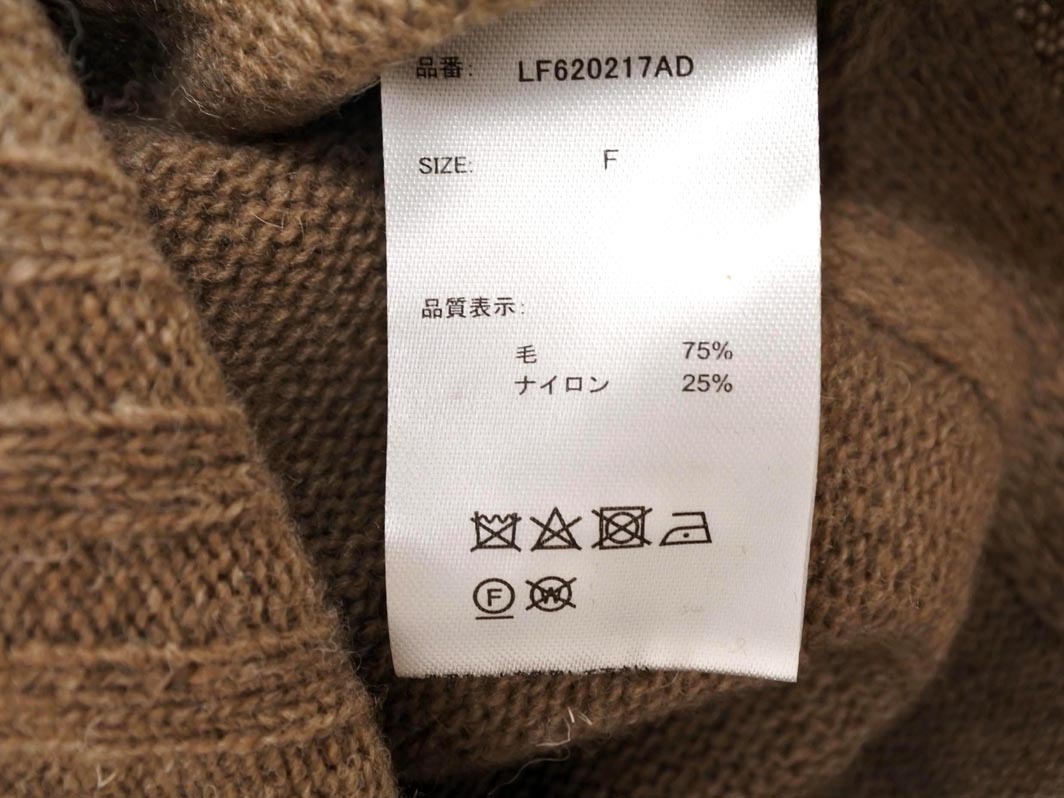 品番: LF620217AD
SIZE: F
品質表示:
毛 75%
ナイロン 25%
F W